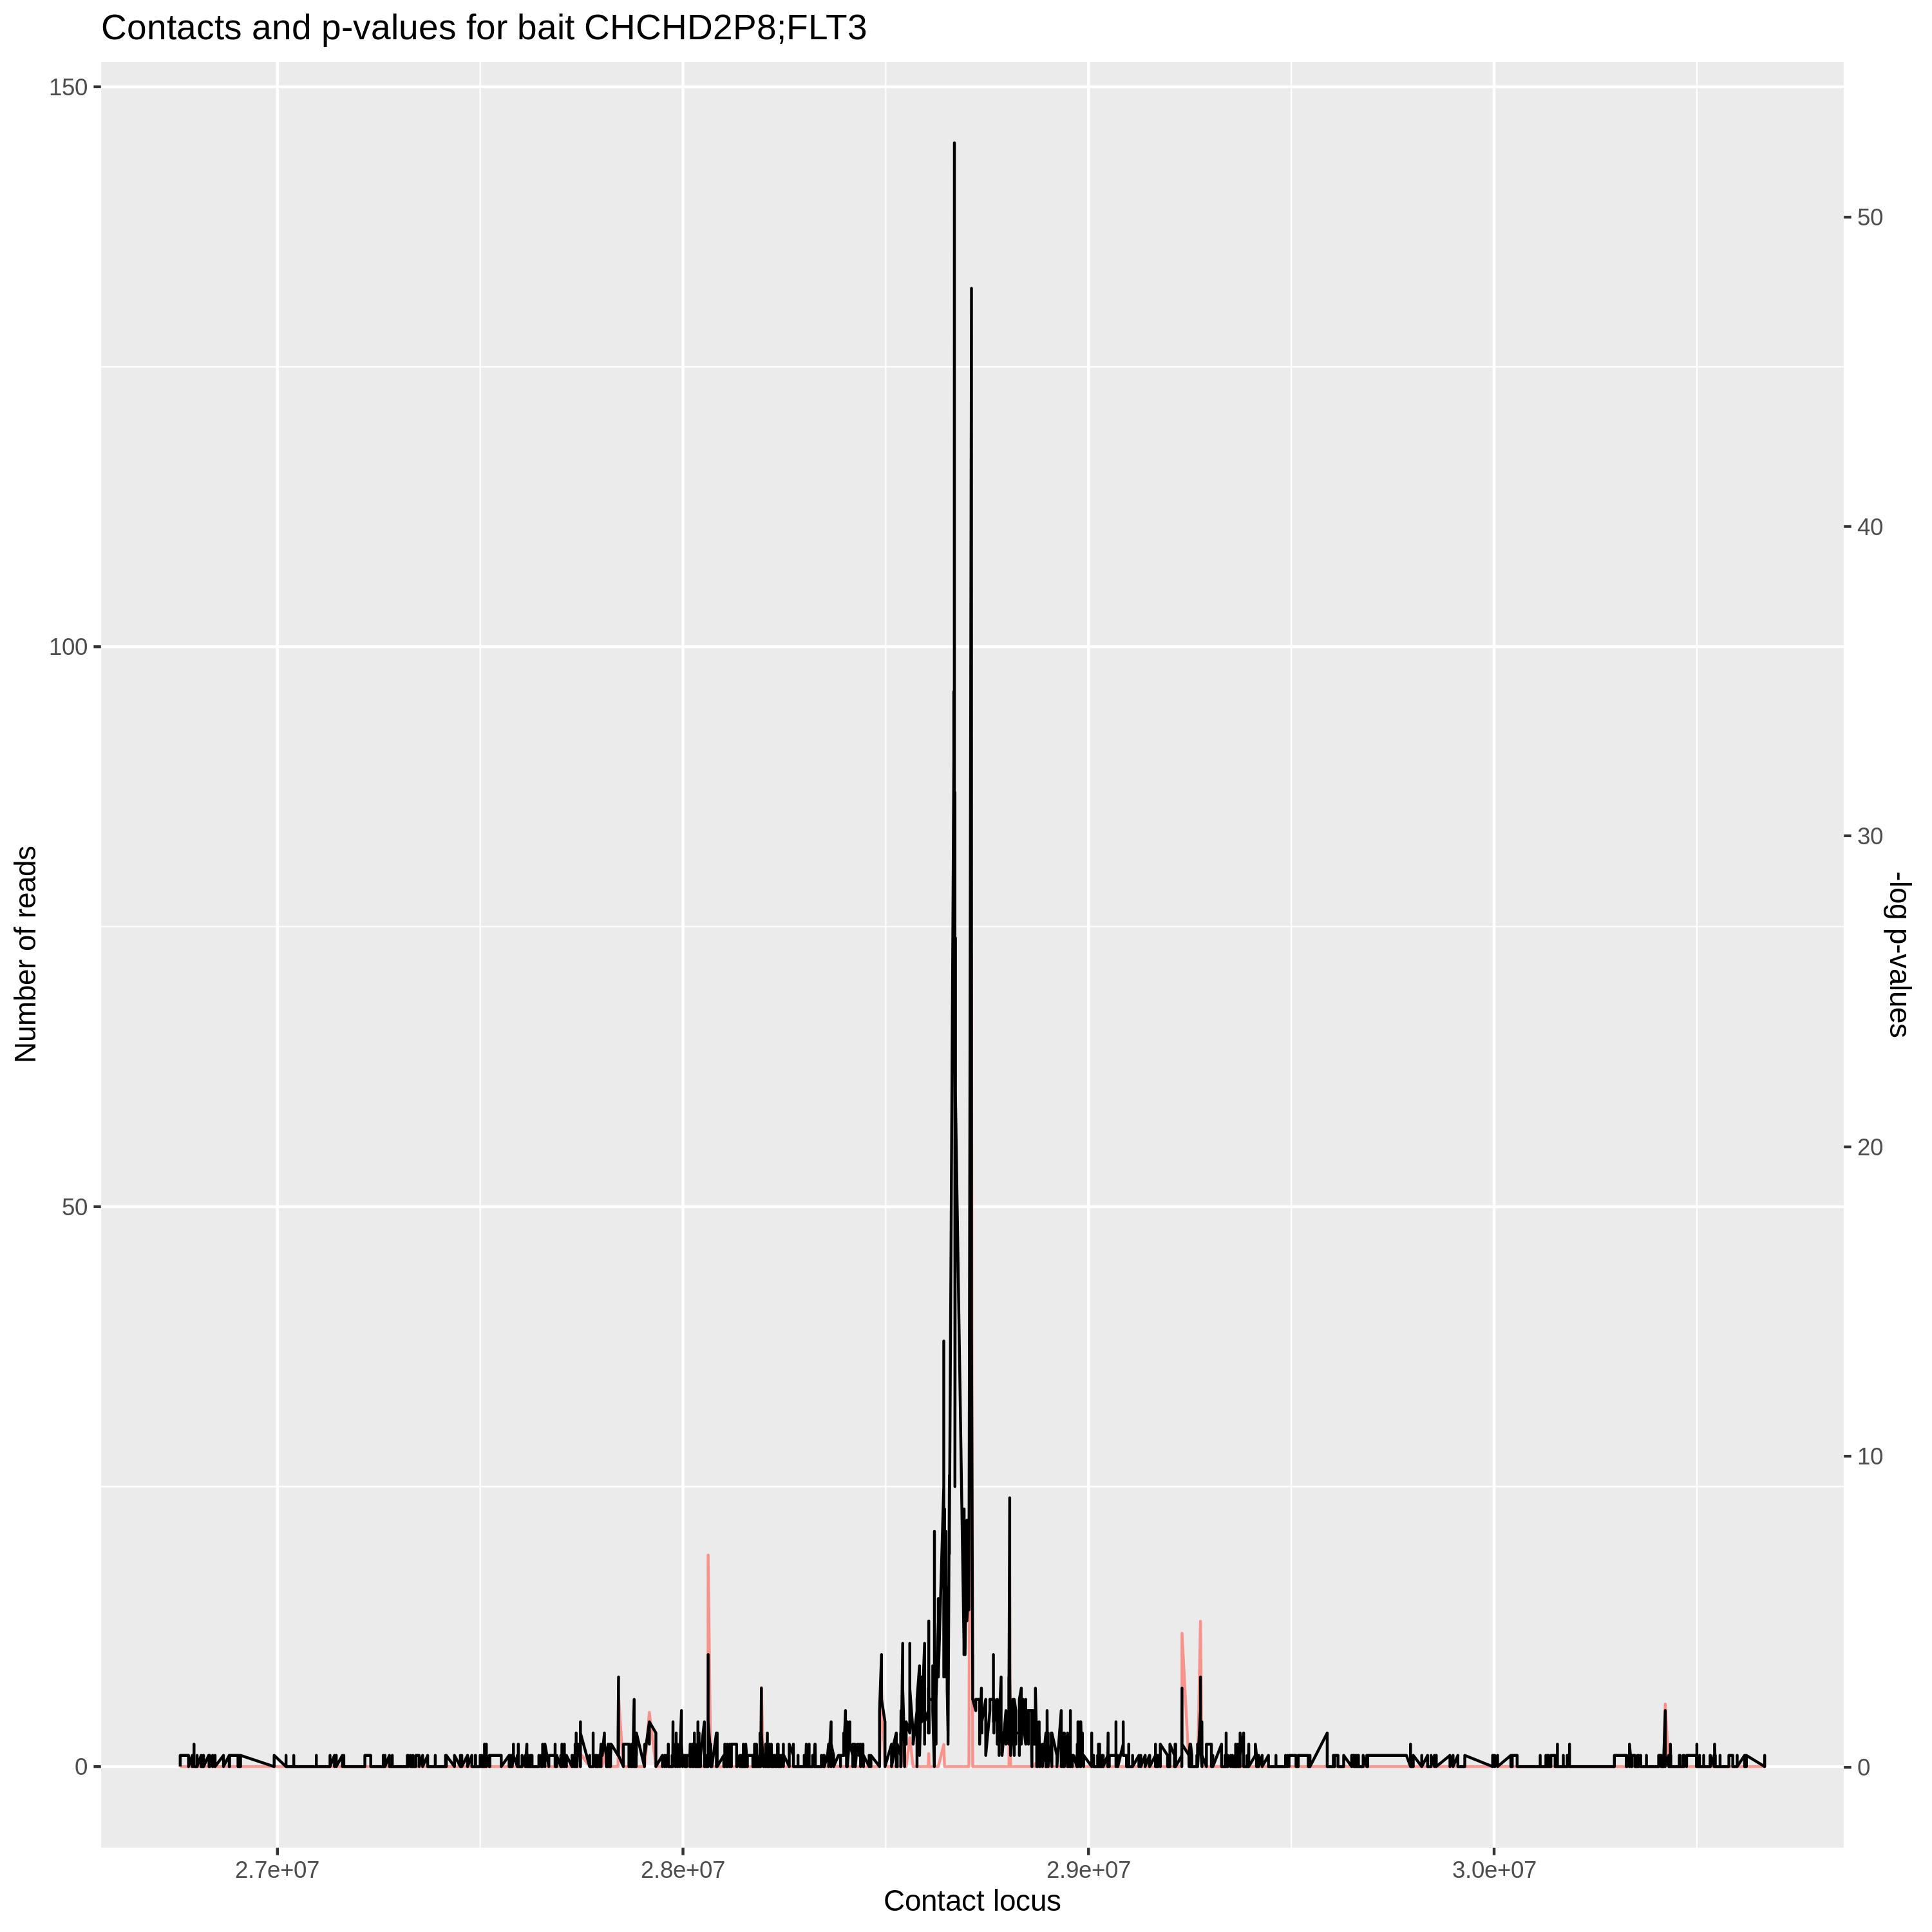 Contacts and p-values for bait CHCHD2P8;FLT3
150
100
50
0
Number of reads
50
40
30
20
10
0
-log p-values
2.7e+07
2.8e+07
2.9e+07
3.0e+07
Contact locus